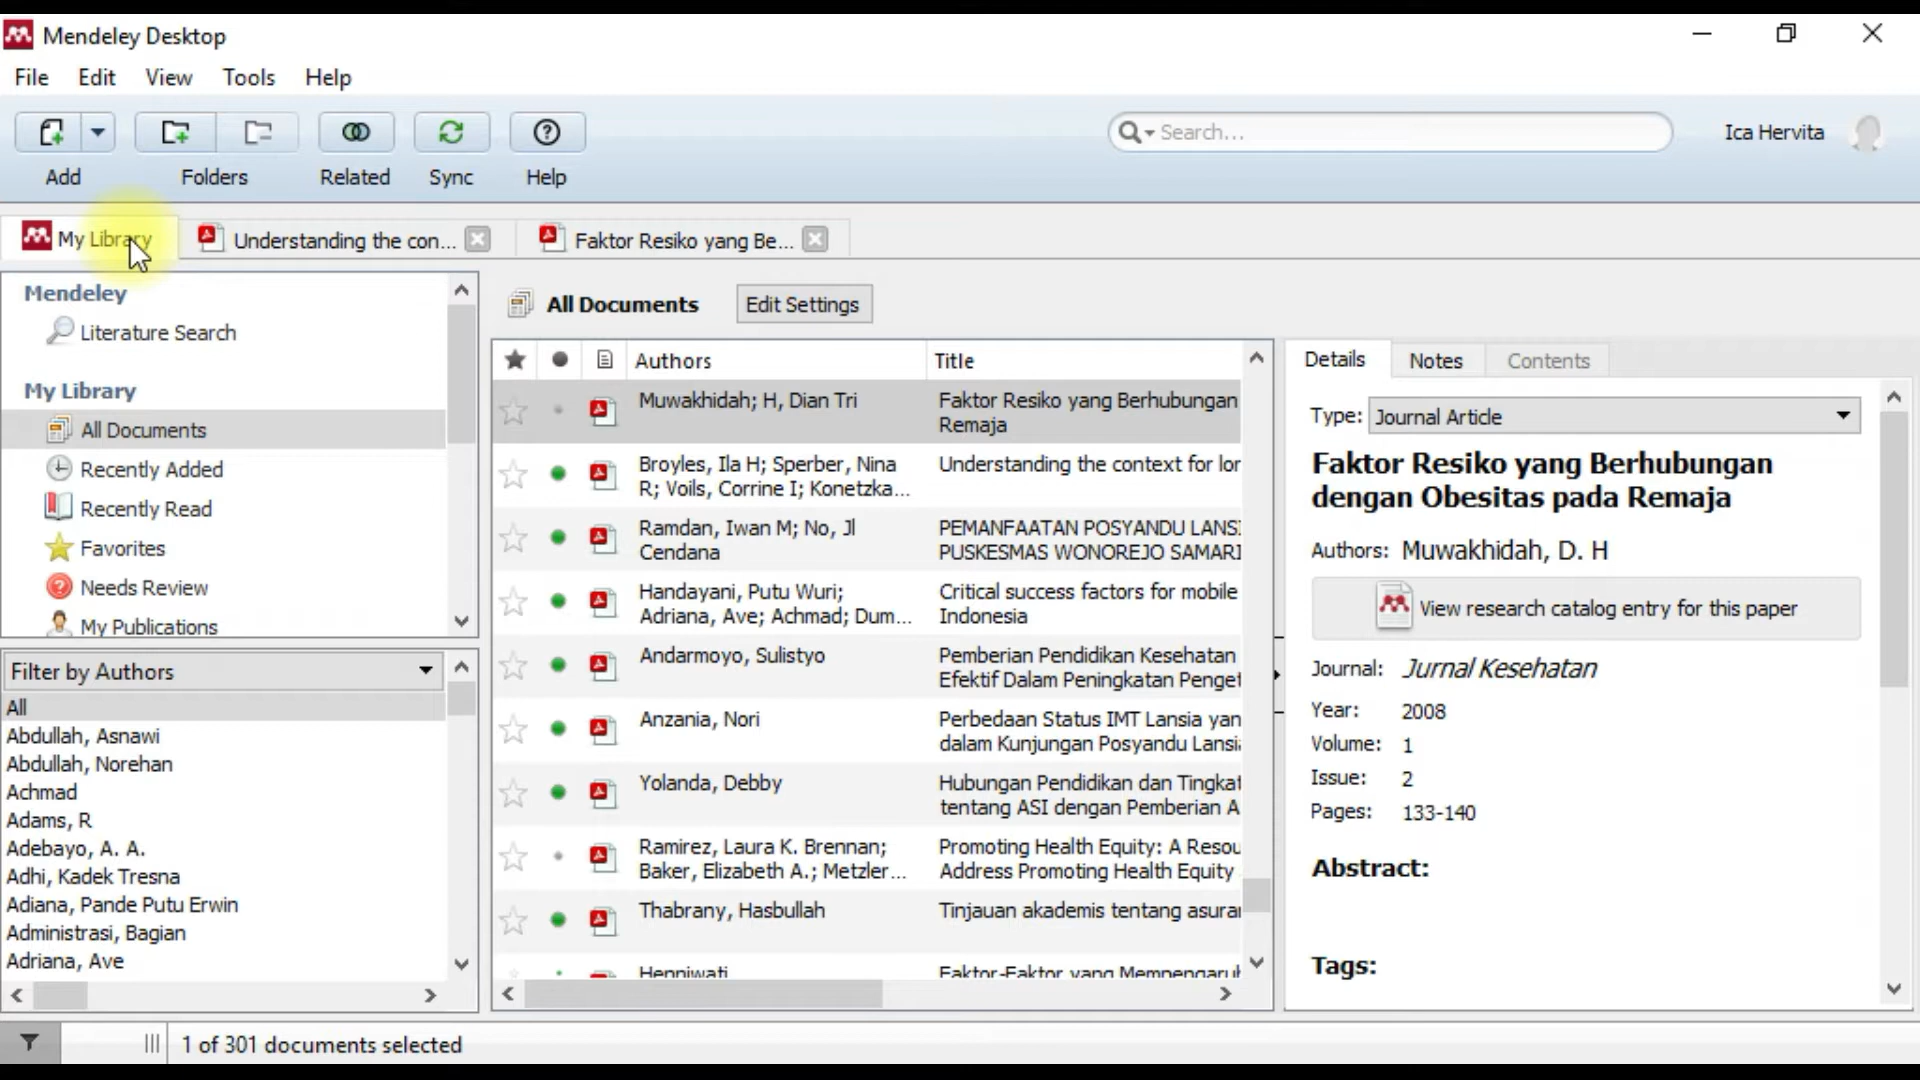 Mendeley Desktop
File Edit View Tools Help
Search...
Ica Hervita
Add Folders Related Sync Help
My Library
Understanding the con...
Faktor Resiko yang Be...
Mendeley
Literature Search
My Library
All Documents
Recently Added
Recently Read
Favorites
Needs Review
My Publications
Filter by Authors
All
Abdullah, Asnawi
Abdullah, Norehan
Achmad
Adams, R
Adebayo, A. A.
Adhi, Kadek Tresna
Adiana, Pande Putu Erwin
Administrasi, Bagian
Adriana, Ave
All Documents
Edit Settings
Authors Title
Muwakhidah; H, Dian Tri
Faktor Resiko yang Berhubungan
Remaja
Broyles, Ila H; Sperber, Nina
R; Voils, Corrine I; Konetzka...
Understanding the context for lor
Ramdan, Iwan M; No, Jl
Cendana
PEMANFAATAN POSYANDU LANSI
PUSKESMAS WONOREJO SAMARI
Handayani, Putu Wuri;
Adriana, Ave; Achmad; Dum...
Critical success factors for mobile
Indonesia
Andarmoyo, Sulistyo
Pemberian Pendidikan Kesehatan
Efektif Dalam Peningkatan Penget
Anzania, Nori
Perbedaan Status IMT Lansia yan
dalam Kunjungan Posyandu Lansia
Yolanda, Debby
Hubungan Pendidikan dan Tingkat
tentang ASI dengan Pemberian A
Ramirez, Laura K. Brennan;
Baker, Elizabeth A.; Metzler...
Promoting Health Equity: A Resou
Address Promoting Health Equity
Thabrany, Hasbullah
Tinjauan akademis tentang asurar
Henniwati
Faktor-Faktor yang Mempengaruh
Details Notes Contents
Type: Journal Article
Faktor Resiko yang Berhubungan
dengan Obesitas pada Remaja
Authors: Muwakhidah, D. H
View research catalog entry for this paper
Journal: Jurnal Kesehatan
Year: 2008
Volume: 1
Issue: 2
Pages: 133-140
Abstract:
Tags:
1 of 301 documents selected